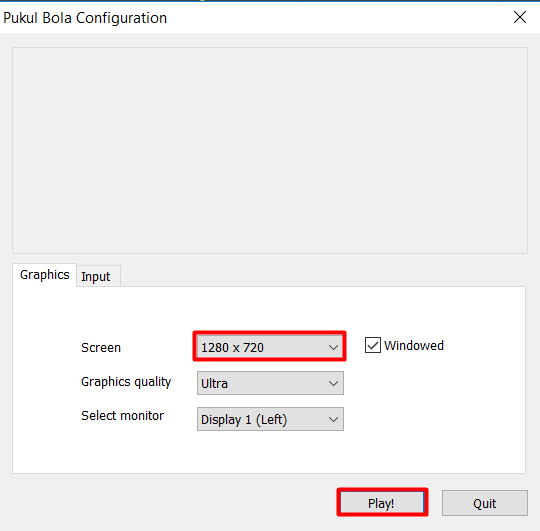 Pukul Bola Configuration
Graphics
Input
Screen
1280 x 720
Windowed
Graphics quality
Ultra
Select monitor
Display 1 (Left)
Play!
Quit